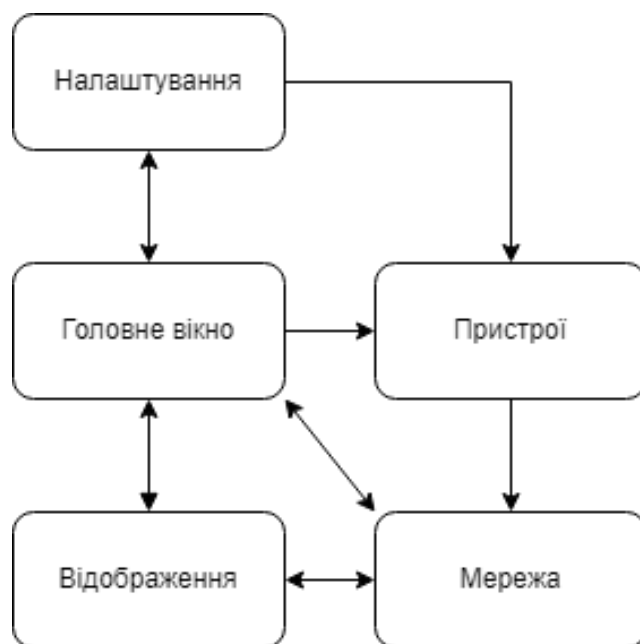 Налаштування
Головне вікно
Пристрої
Відображення
Мережа